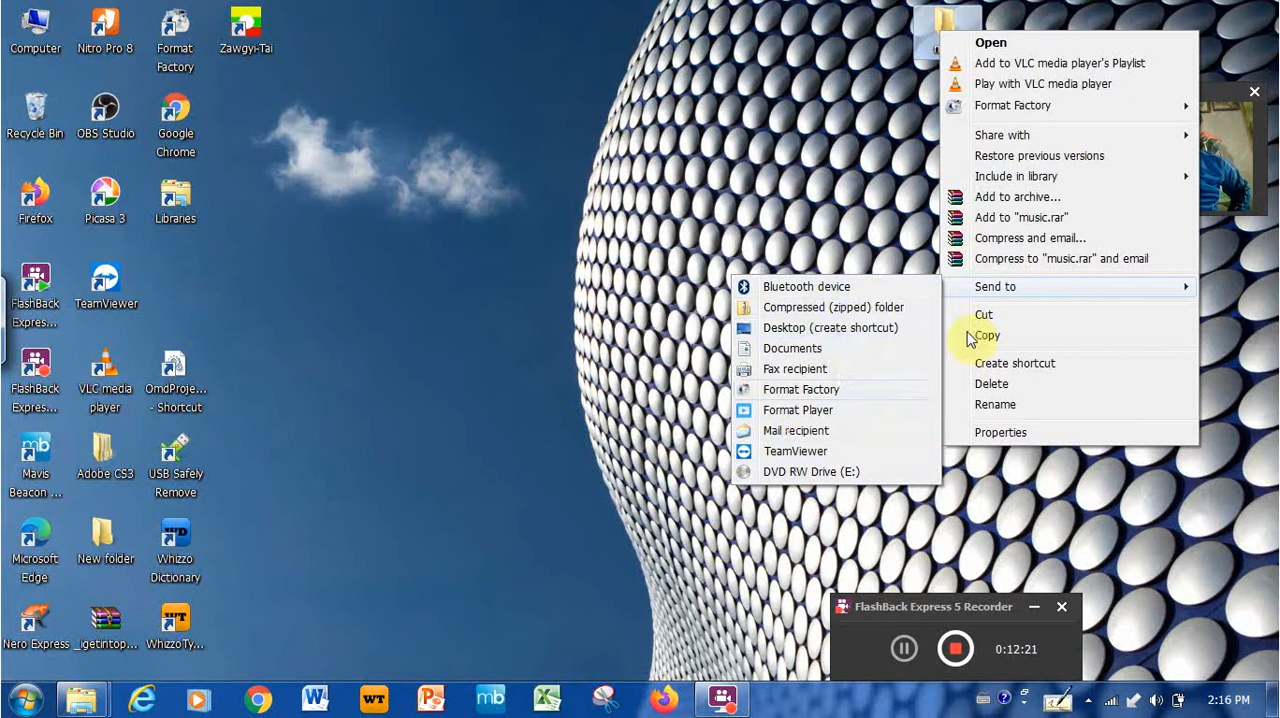 Computer
Nitro Pro 8
Format
Factory
Zawgyi-Tai
Recycle Bin
OBS Studio
Google
Chrome
Firefox
Picasa 3
Libraries
FlashBack
Expres...
TeamViewer
FlashBack
Expres...
VLC media
player
OmdProje...
- Shortcut
Mavis
Beacon ...
Adobe CS3
USB Safely
Remove
Microsoft
Edge
New folder
Whizzo
Dictionary
Nero Express
_igetintop...
WhizzoTy...
Open
Add to VLC media player's Playlist
Play with VLC media player
Format Factory
Share with
Restore previous versions
Include in library
Add to archive...
Add to "music.rar"
Compress and email...
Compress to "music.rar" and email
Send to
Cut
Copy
Create shortcut
Delete
Rename
Properties
Bluetooth device
Compressed (zipped) folder
Desktop (create shortcut)
Documents
Fax recipient
Format Factory
Format Player
Mail recipient
TeamViewer
DVD RW Drive (E:)
FlashBack Express 5 Recorder
0:12:21
2:16 PM